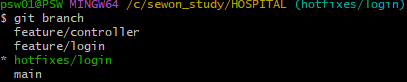 psw01@PSW MINGW64 /c/sewon_study/HOSPITAL (hotfixes/login)
$ git branch
  feature/controller
  feature/login
* hotfixes/login
  main